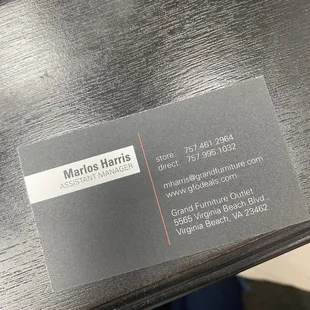 Marlos Harris
ASSISTANT MANAGER
store. 757.461.2964
direct. 757.995.1032
mharris@grandfurniture.com
www.gfodeals.com
Grand Furniture Outlet
5565 Virginia Beach Blvd.,
Virginia Beach, VA 23462